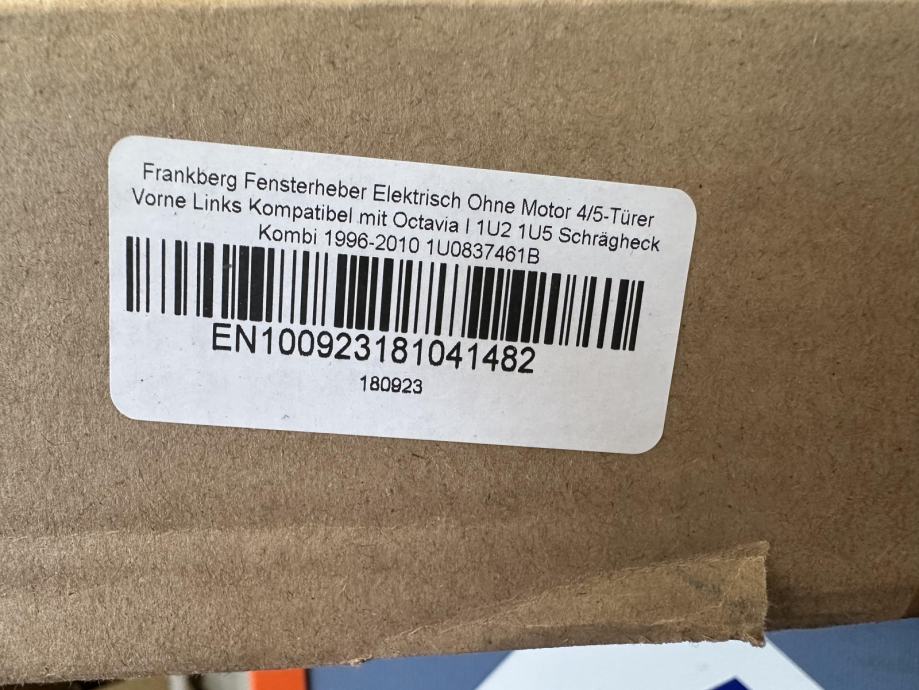 Frankberg Fensterheber Elektrisch Ohne Motor 4/5-Türer
Vorne Links Kompatibel mit Octavia I 1U2 1U5 Schrägheck
Kombi 1996-2010 1U0837461B
EN100923181041482
180923